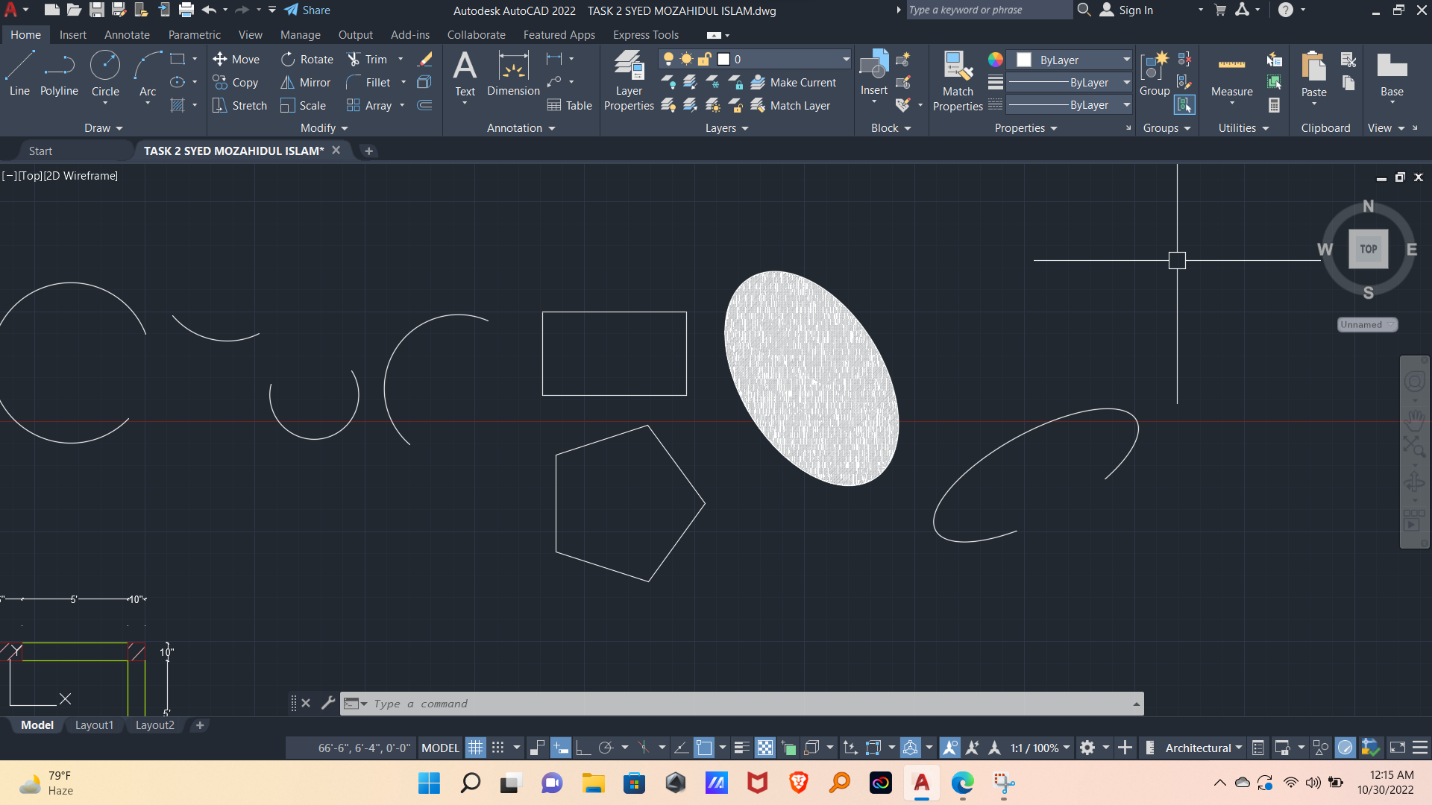 Share
Autodesk AutoCAD 2022 TASK 2 SYED MOZAHIDUL ISLAM.dwg
Type a keyword or phrase
Sign In
Home Insert Annotate Parametric View Manage Output Add-ins Collaborate Featured Apps Express Tools
Line Polyline Circle Arc
Move Rotate Trim
Copy Mirror Fillet
Stretch Scale Array
Text Dimension Table
Layer Properties
0
Make Current
Match Layer
Insert
Match Properties
ByLayer
ByLayer
ByLayer
Group
Measure
Paste
Base
Draw Modify Annotation Layers Block Properties Groups Utilities Clipboard View
Start TASK 2 SYED MOZAHIDUL ISLAM*
[−][Top][2D Wireframe]
N
W TOP E
S
Unnamed
5' 10"
10"
Y
X
5'
Type a command
Model Layout1 Layout2
66'-6", 6'-4", 0'-0" MODEL 1:1 / 100% Architectural
79°F
Haze
12:15 AM
10/30/2022